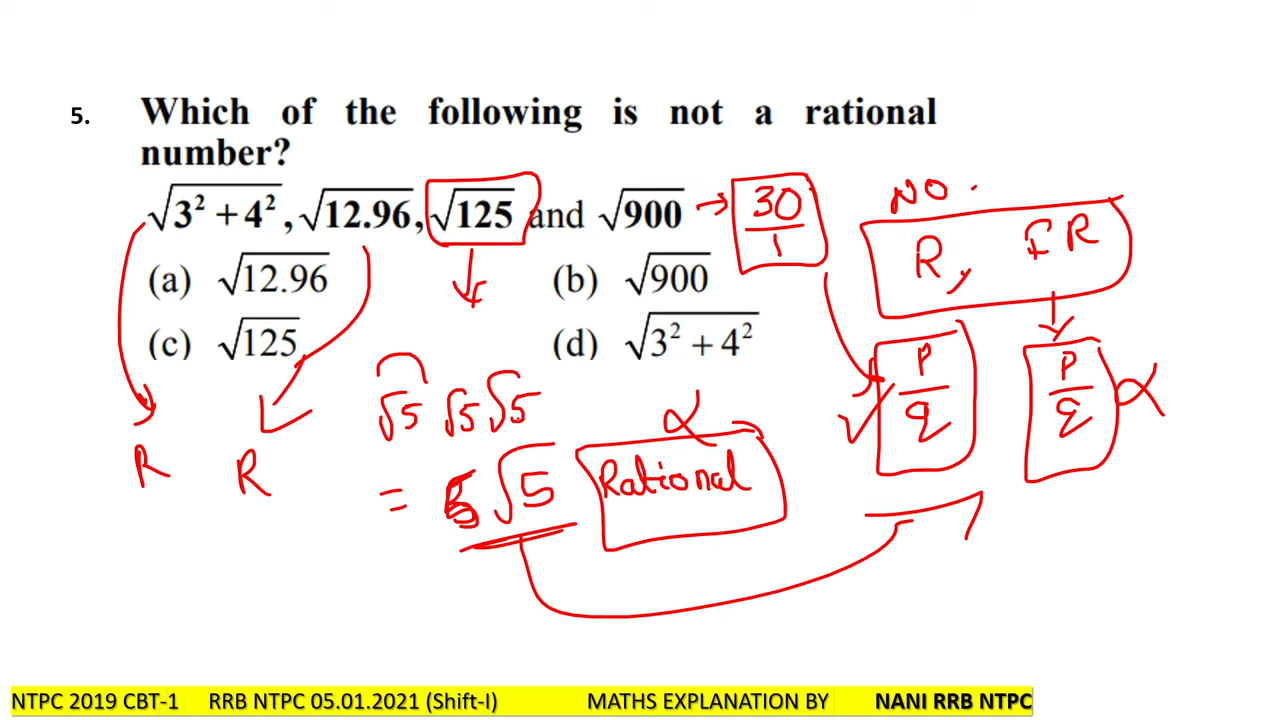 5. Which of the following is not a rational
number?
√3² + 4², √12.96, √125 and √900 → 30/1
NO.
R, IR
(a) √12.96 (b) √900
(c) √125 (d) √3² + 4²
P/q P/q
√5 √5 √5
R R
= 5√5 Rational
NTPC 2019 CBT-1 RRB NTPC 05.01.2021 (Shift-I) MATHS EXPLANATION BY NANI RRB NTPC